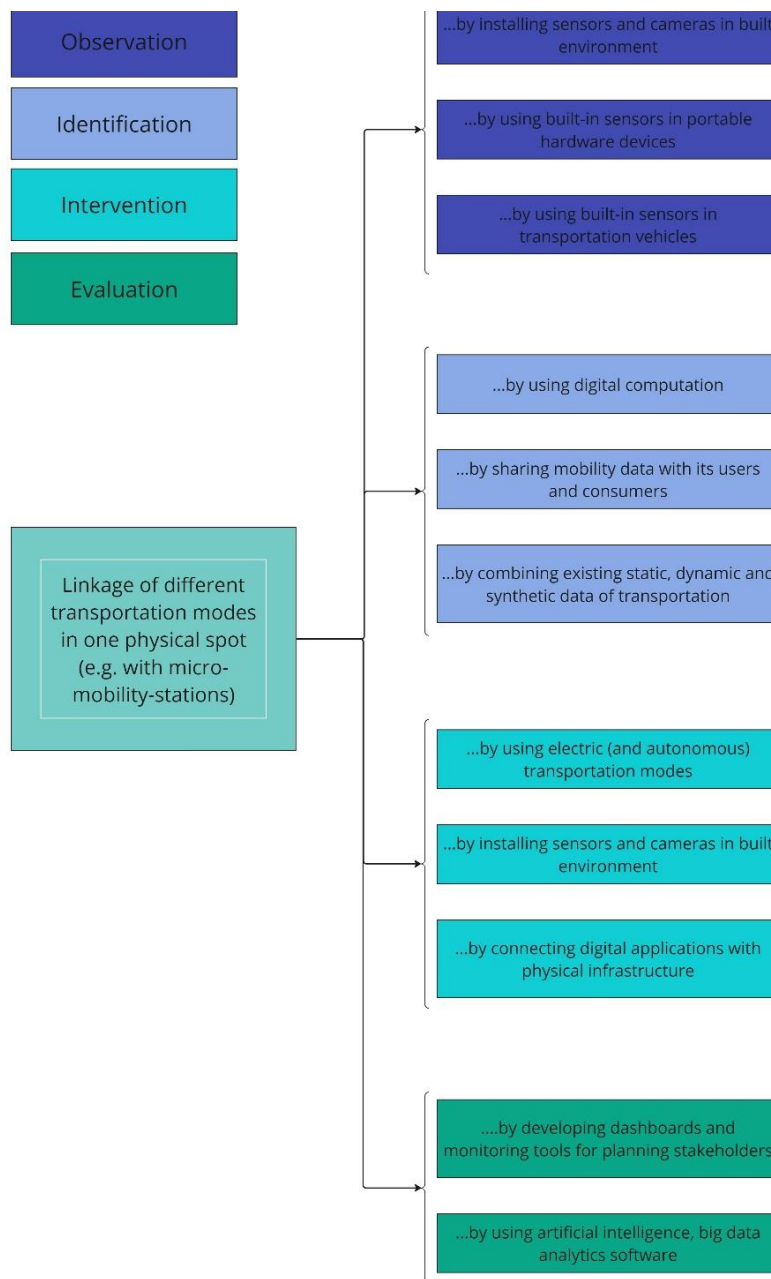 Observation
Identification
Intervention
Evaluation
Linkage of different
transportation modes
in one physical spot
(e.g. with micro-
mobility-stations)
...by installing sensors and cameras in built
environment
...by using built-in sensors in portable
hardware devices
...by using built-in sensors in
transportation vehicles
...by using digital computation
...by sharing mobility data with its users
and consumers
...by combining existing static, dynamic and
synthetic data of transportation
...by using electric (and autonomous)
transportation modes
...by installing sensors and cameras in built
environment
...by connecting digital applications with
physical infrastructure
....by developing dashboards and
monitoring tools for planning stakeholders
...by using artificial intelligence, big data
analytics software